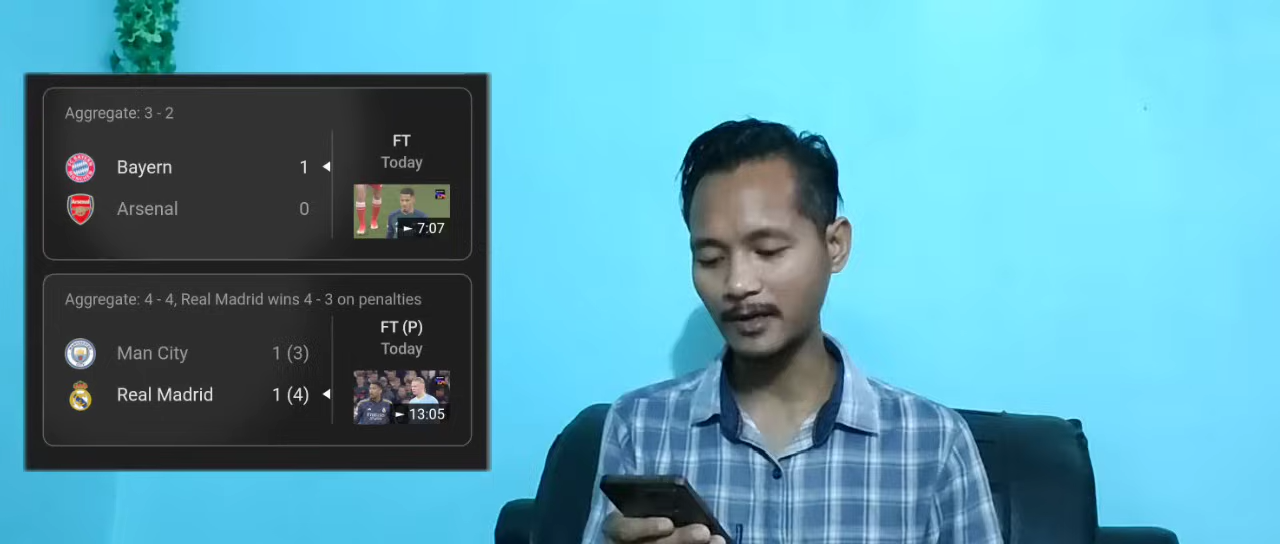 Aggregate: 3 - 2
FT
Today
Bayern 1
Arsenal 0
7:07
Aggregate: 4 - 4, Real Madrid wins 4 - 3 on penalties
FT (P)
Today
Man City 1 (3)
Real Madrid 1 (4)
13:05